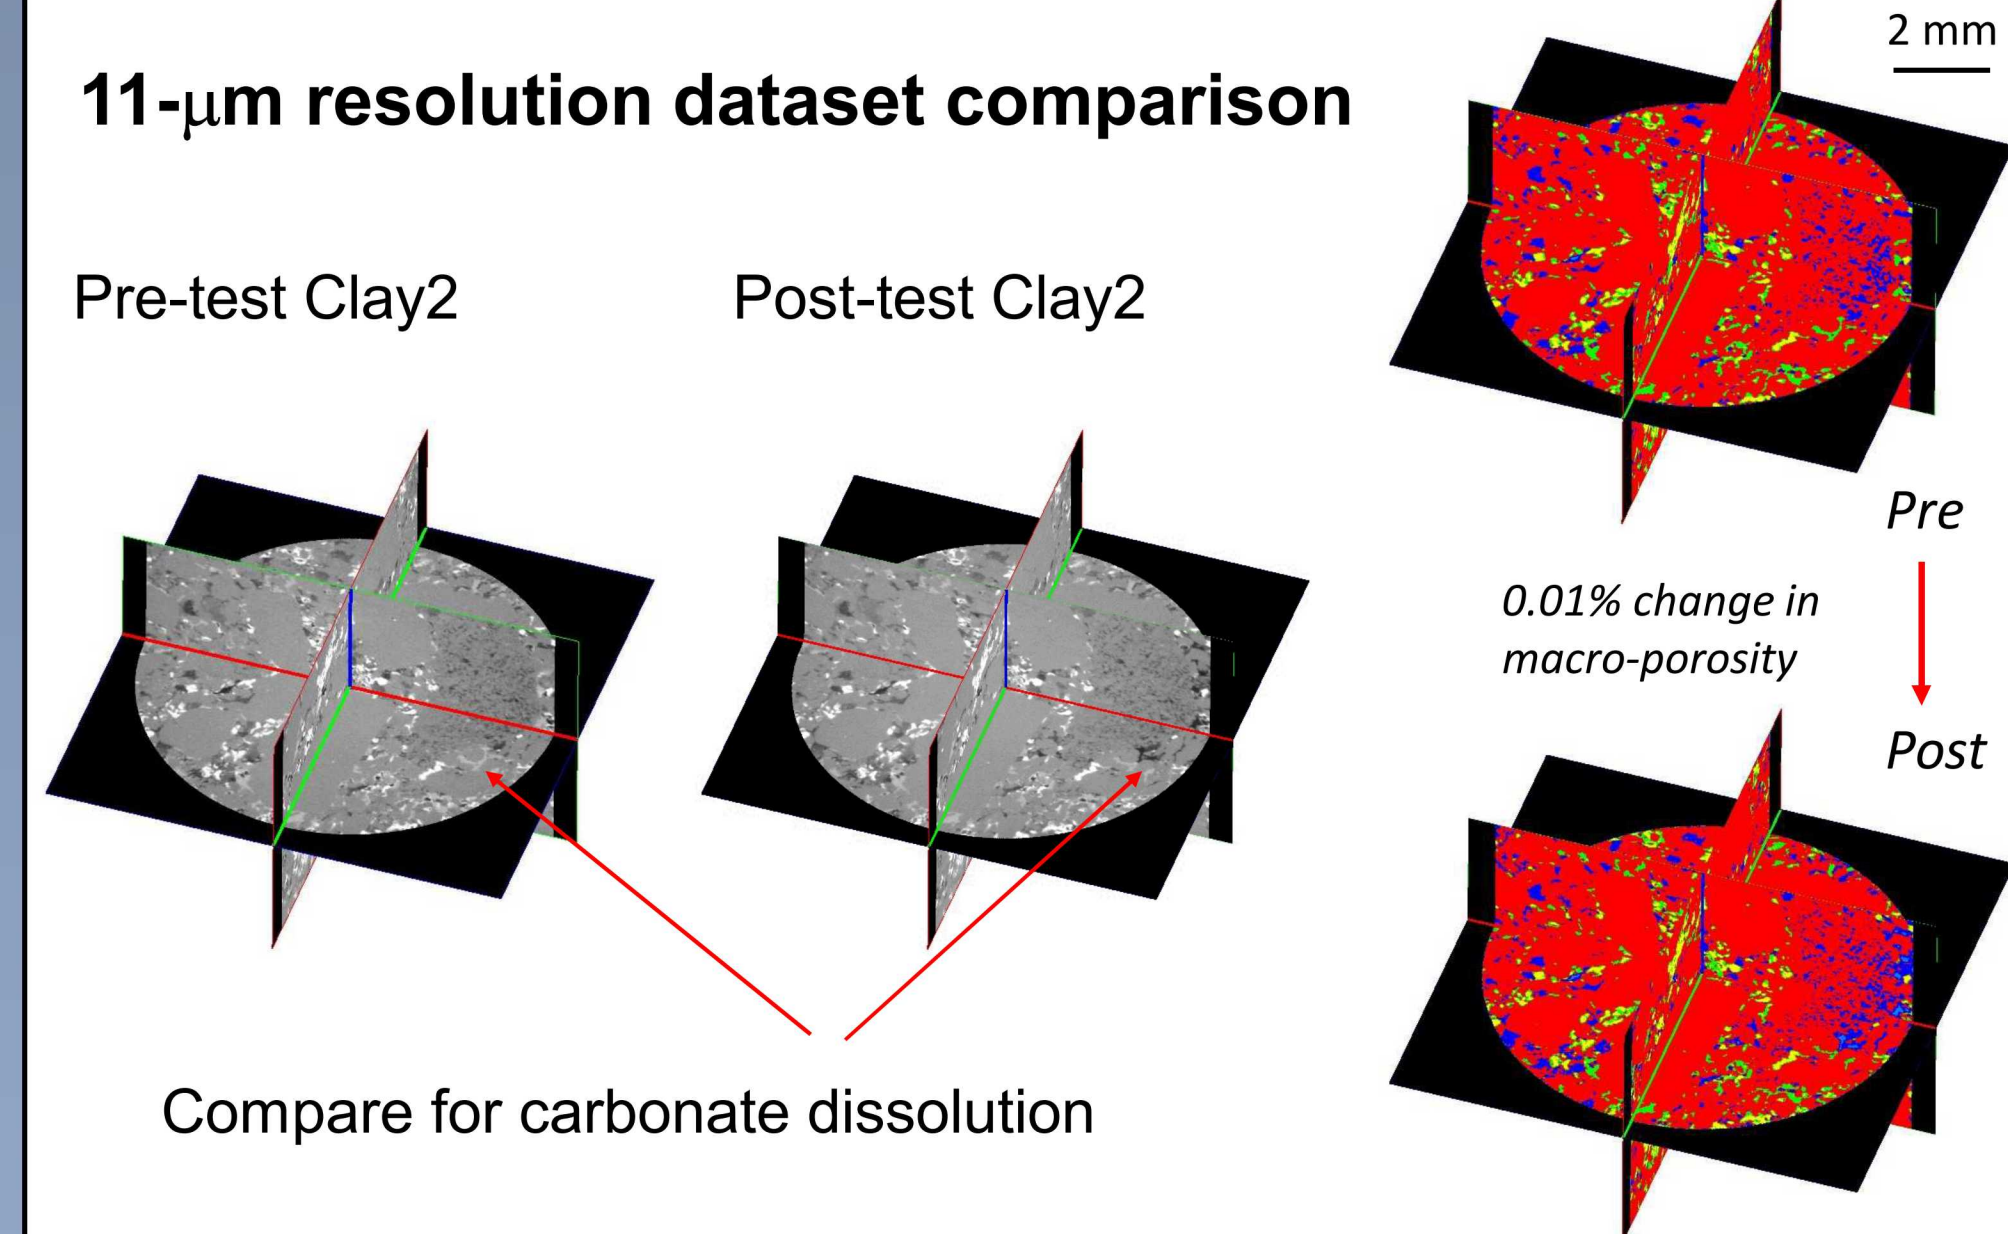 11-μm resolution dataset comparison
2 mm
Pre-test Clay2
Post-test Clay2
Pre
0.01% change in
macro-porosity
Post
Compare for carbonate dissolution